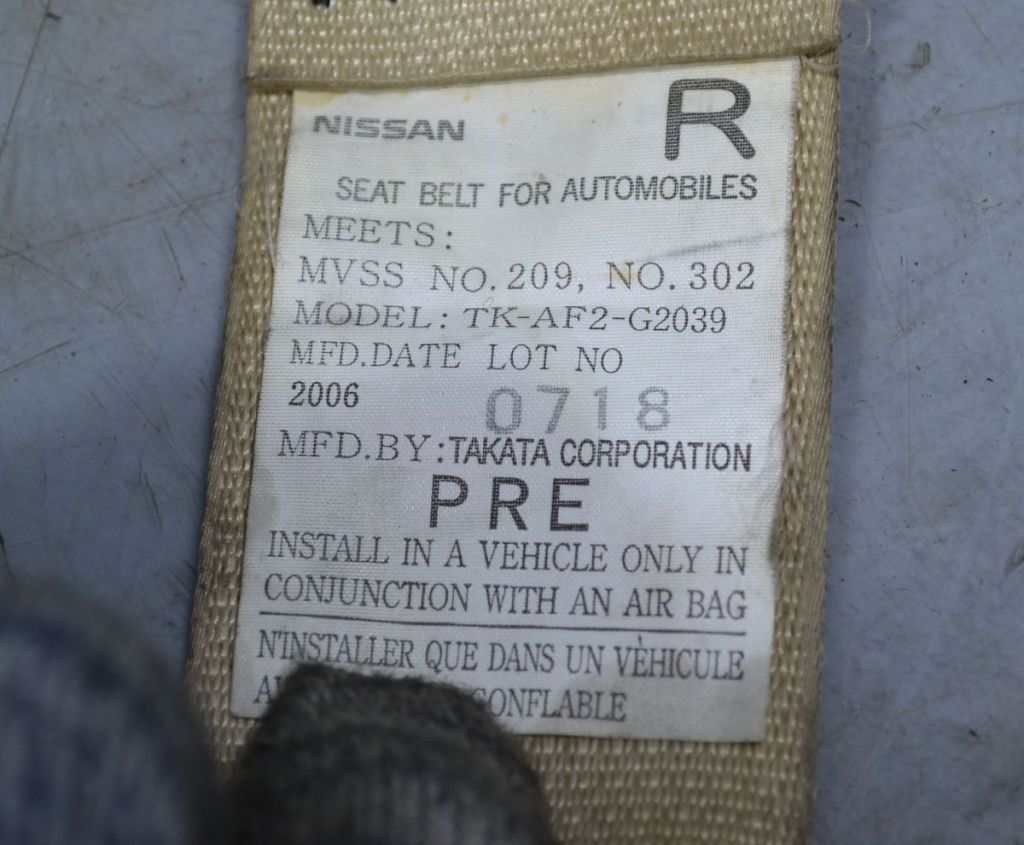 NISSAN R
SEAT BELT FOR AUTOMOBILES
MEETS:
MVSS NO. 209, NO. 302
MODEL: TK-AF2-G2039
MFD.DATE LOT NO
2006 0718
MFD.BY:TAKATA CORPORATION
PRE
INSTALL IN A VEHICLE ONLY IN
CONJUNCTION WITH AN AIR BAG
N'INSTALLER QUE DANS UN VÈHICULE
ONFLABLE